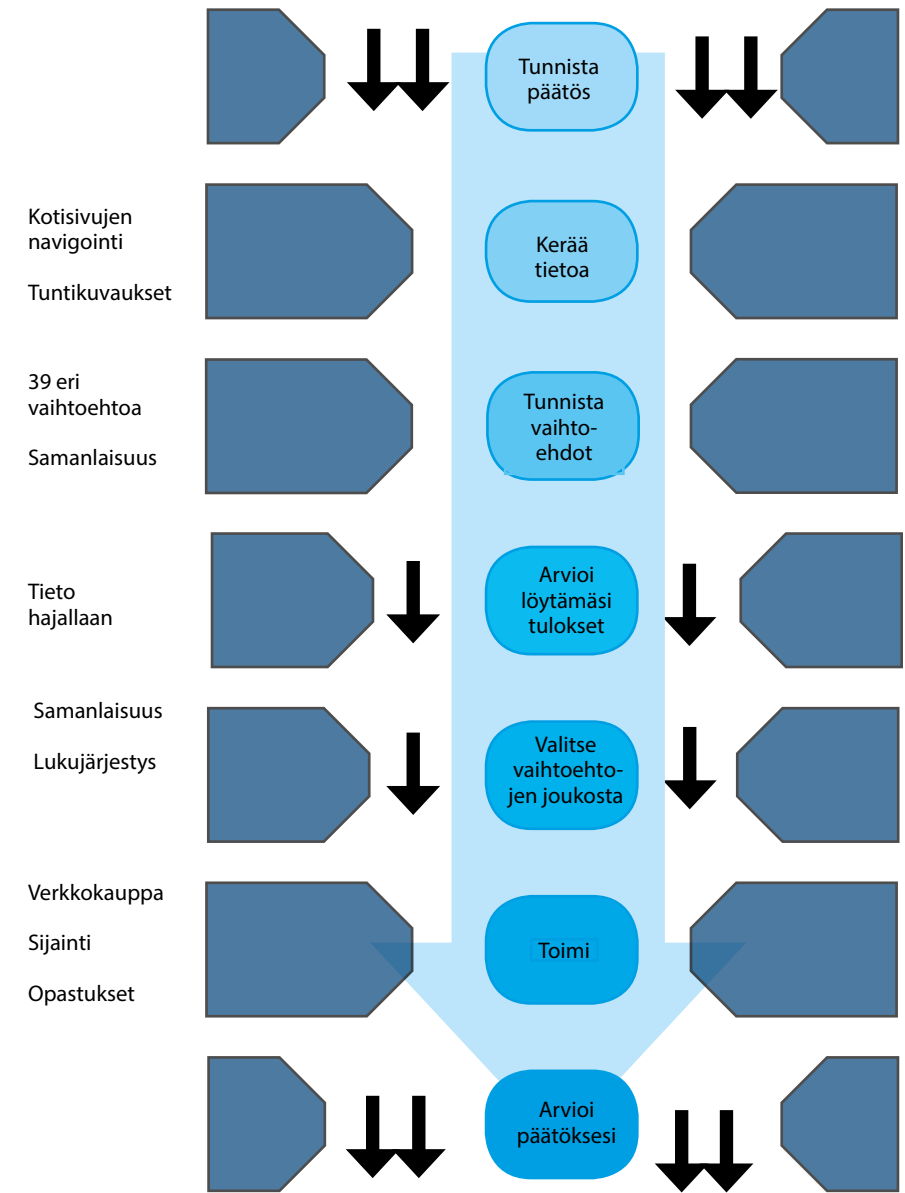 Tunnista
päätös
Kotisivujen
navigointi
Tuntikuvaukset
Kerää
tietoa
39 eri
vaihtoehtoa
Samanlaisuus
Tunnista
vaihto-
ehdot
Tieto
hajallaan
Arvioi
löytämäsi
tulokset
Samanlaisuus
Lukujärjestys
Valitse
vaihtoehto-
jen joukosta
Verkkokauppa
Sijainti
Opastukset
Toimi
Arvioi
päätöksesi